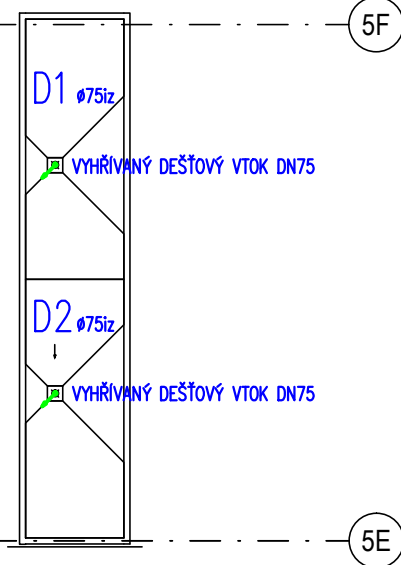 5F
D1 ø75iz
VYHŘÍVANÝ DEŠŤOVÝ VTOK DN75
D2 ø75iz
VYHŘÍVANÝ DEŠŤOVÝ VTOK DN75
5E